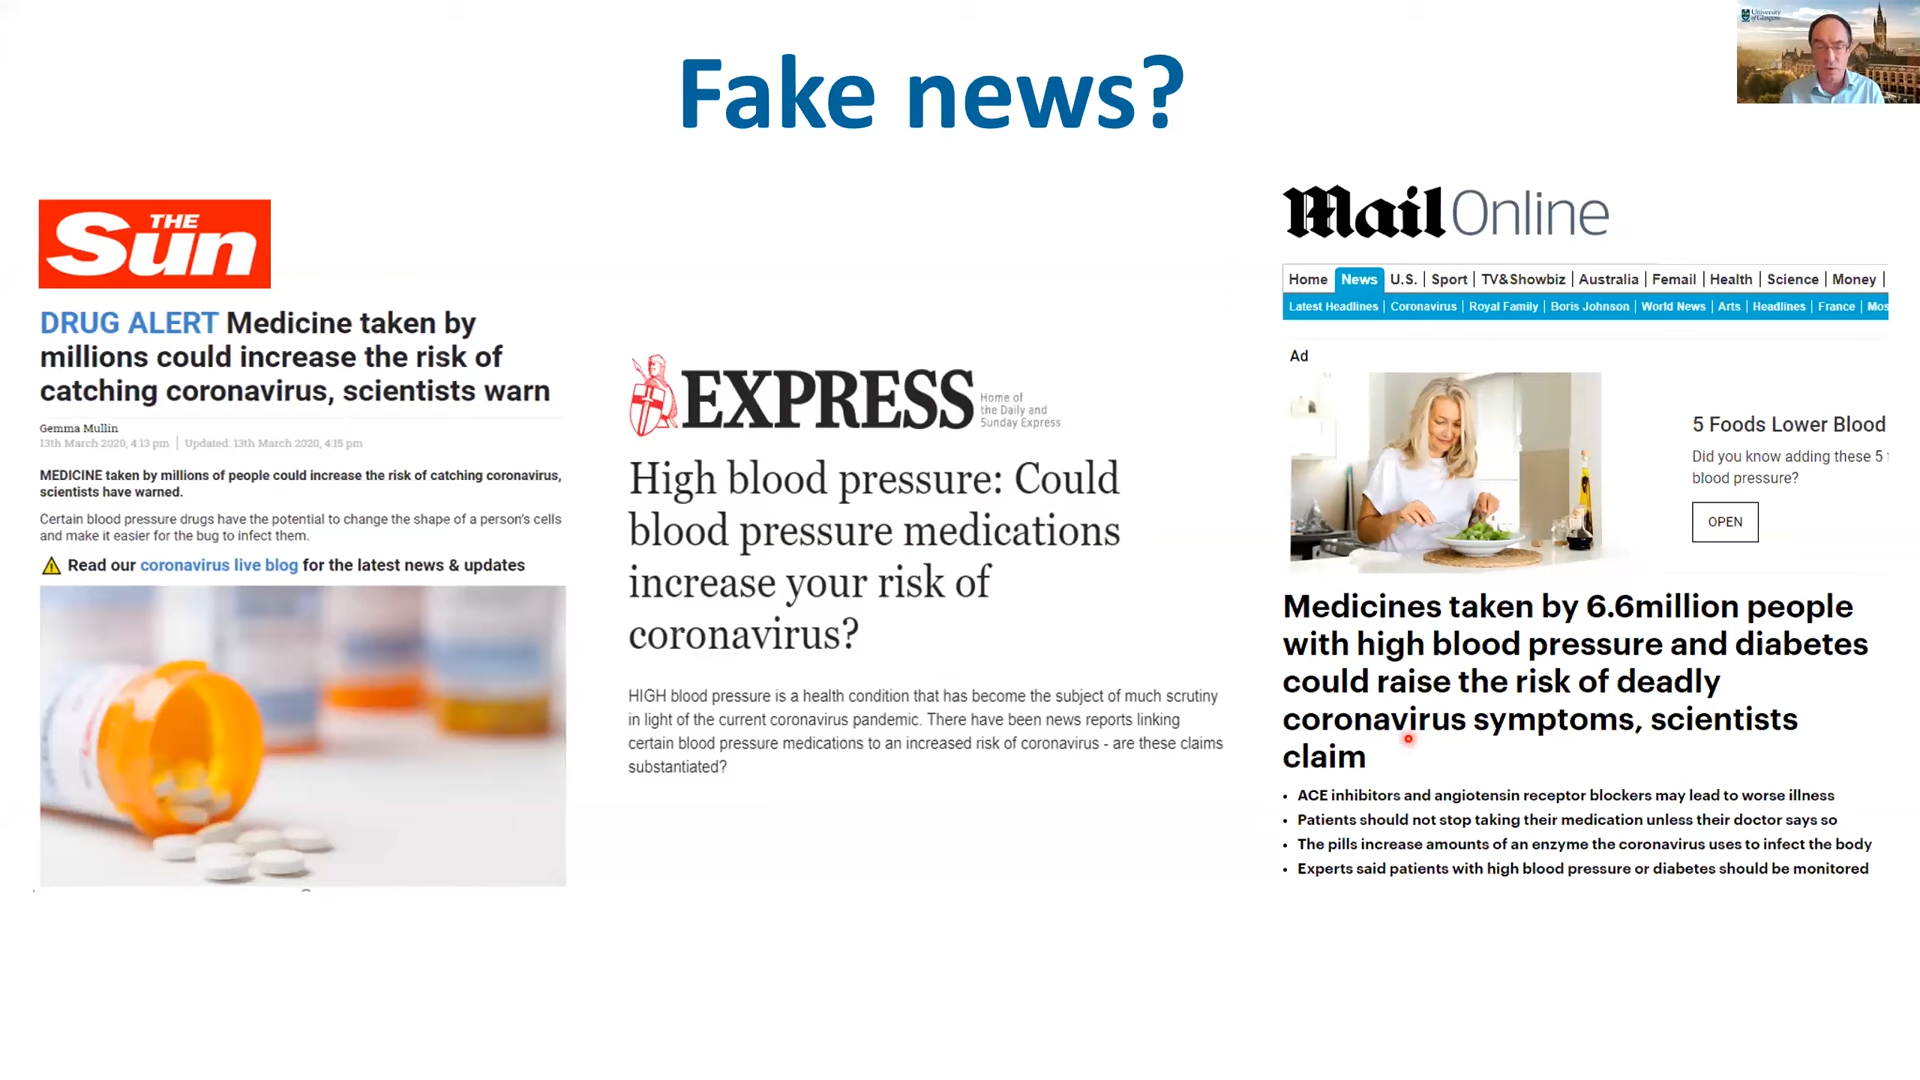 Fake news?
University
of Glasgow
THE
Sun
DRUG ALERT Medicine taken by
millions could increase the risk of
catching coronavirus, scientists warn
Gemma Mullin
13th March 2020, 4:13 pm | Updated: 13th March 2020, 4:15 pm
MEDICINE taken by millions of people could increase the risk of catching coronavirus,
scientists have warned.
Certain blood pressure drugs have the potential to change the shape of a person's cells
and make it easier for the bug to infect them.
Read our coronavirus live blog for the latest news & updates
EXPRESS
Home of
the Daily and
Sunday Express
High blood pressure: Could
blood pressure medications
increase your risk of
coronavirus?
HIGH blood pressure is a health condition that has become the subject of much scrutiny
in light of the current coronavirus pandemic. There have been news reports linking
certain blood pressure medications to an increased risk of coronavirus - are these claims
substantiated?
Mail Online
Home News U.S. | Sport | TV&Showbiz | Australia | Femail | Health | Science | Money |
Latest Headlines | Coronavirus | Royal Family | Boris Johnson | World News | Arts | Headlines | France | Mos
Ad
5 Foods Lower Blood
Did you know adding these 5
blood pressure?
OPEN
Medicines taken by 6.6million people
with high blood pressure and diabetes
could raise the risk of deadly
coronavirus symptoms, scientists
claim
• ACE inhibitors and angiotensin receptor blockers may lead to worse illness
• Patients should not stop taking their medication unless their doctor says so
• The pills increase amounts of an enzyme the coronavirus uses to infect the body
• Experts said patients with high blood pressure or diabetes should be monitored